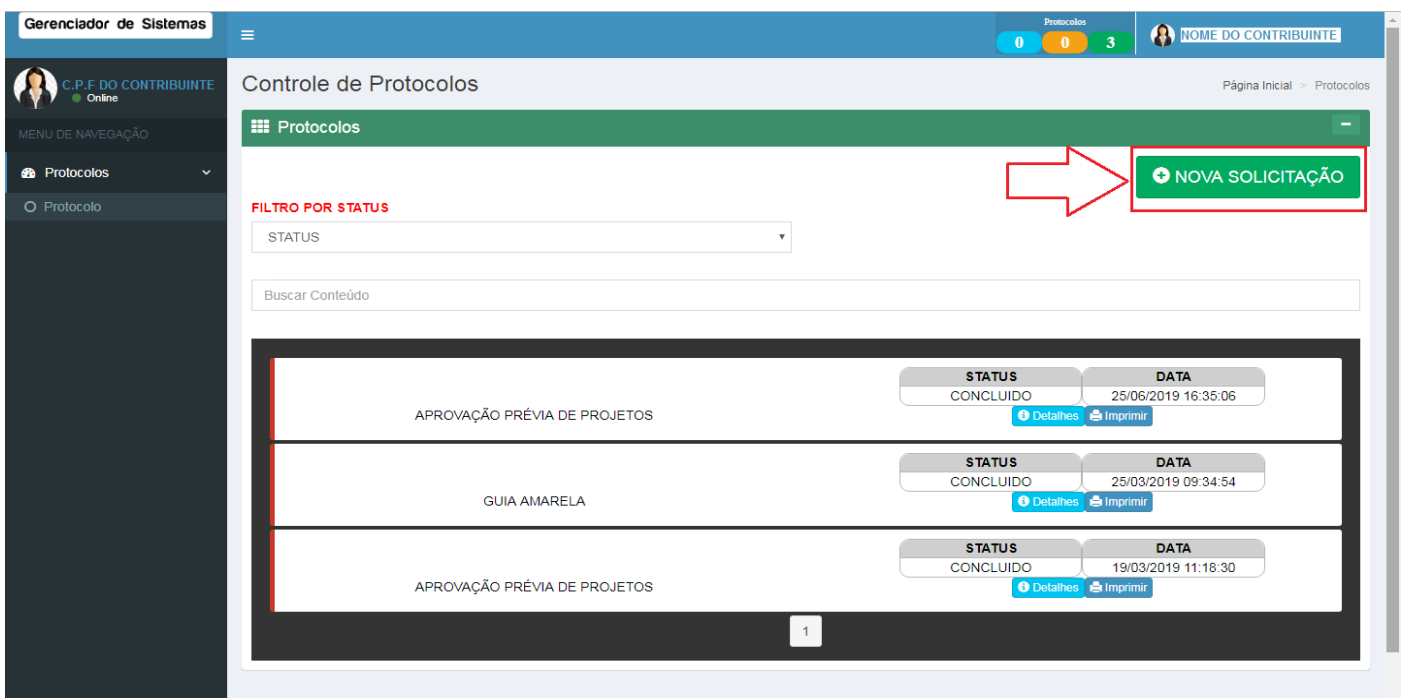 Gerenciador de Sistemas
Protocolos
0 0 3
NOME DO CONTRIBUINTE
C.P.F DO CONTRIBUINTE
Online
Controle de Protocolos
Página Inicial > Protocolos
MENU DE NAVEGAÇÃO
Protocolos
Protocolos
Protocolo
NOVA SOLICITAÇÃO
FILTRO POR STATUS
STATUS
Buscar Conteúdo
STATUS DATA
CONCLUIDO 25/06/2019 16:35:06
APROVAÇÃO PRÉVIA DE PROJETOS Detalhes Imprimir
STATUS DATA
CONCLUIDO 25/03/2019 09:34:54
GUIA AMARELA Detalhes Imprimir
STATUS DATA
CONCLUIDO 19/03/2019 11:18:30
APROVAÇÃO PRÉVIA DE PROJETOS Detalhes Imprimir
1